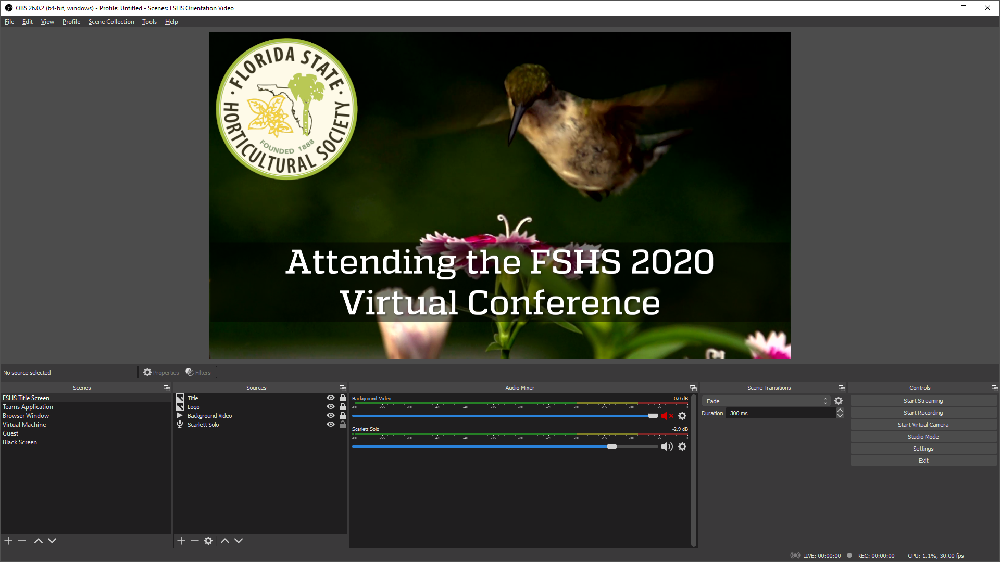 OBS 26.0.2 (64-bit, windows) - Profile: Untitled - Scenes: FSHS Orientation Video
File Edit View Profile Scene Collection Tools Help
· FLORIDA STATE ·
HORTICULTURAL SOCIETY
FOUNDED 1888
Attending the FSHS 2020
Virtual Conference
No source selected
Properties Filters
Scenes
FSHS Title Screen
Teams Application
Browser Window
Virtual Machine
Guest
Black Screen
Sources
Title
Logo
Background Video
Scarlett Solo
Audio Mixer
Background Video 0.0 dB
-60 -55 -50 -45 -40 -35 -30 -25 -20 -15 -10 -5 0
Scarlett Solo -2.9 dB
-60 -55 -50 -45 -40 -35 -30 -25 -20 -15 -10 -5 0
Scene Transitions
Fade
Duration 300 ms
Controls
Start Streaming
Start Recording
Start Virtual Camera
Studio Mode
Settings
Exit
LIVE: 00:00:00 REC: 00:00:00 CPU: 1.1%, 30.00 fps